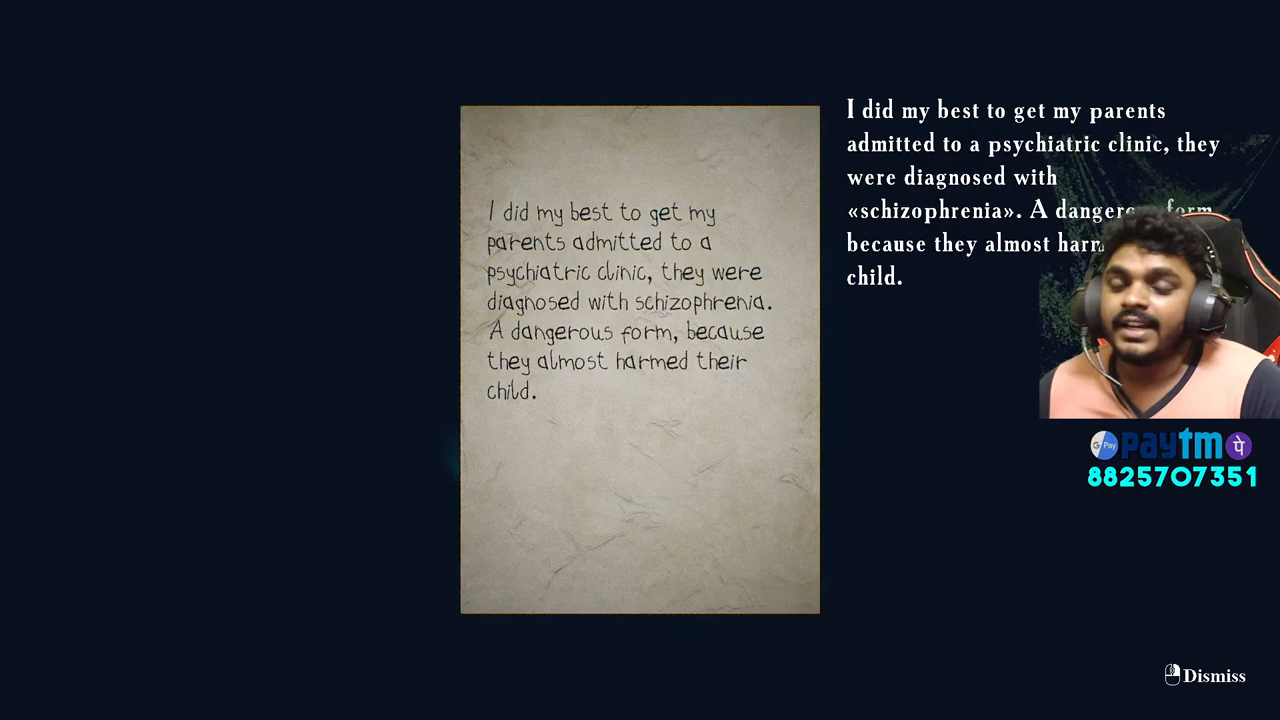 I did my best to get my
parents admitted to a
psychiatric clinic, they were
diagnosed with schizophrenia.
A dangerous form, because
they almost harmed their
child.
I did my best to get my parents
admitted to a psychiatric clinic, they
were diagnosed with
«schizophrenia». A form
because they almost
child.
G Pay paytm पे
8825707351
Dismiss